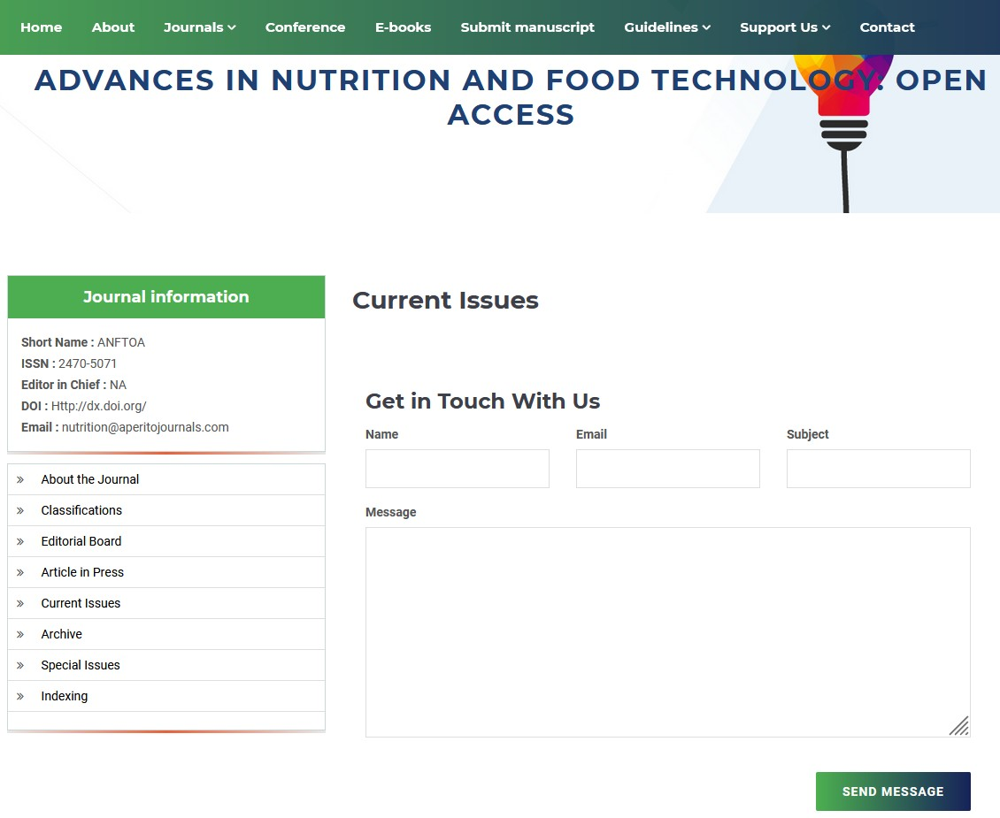 Home About Journals Conference E-books Submit manuscript Guidelines Support Us Contact
ADVANCES IN NUTRITION AND FOOD TECHNOLOGY: OPEN
ACCESS
Journal information
Short Name : ANFTOA
ISSN : 2470-5071
Editor in Chief : NA
DOI : Http://dx.doi.org/
Email : nutrition@aperitojournals.com
About the Journal
Classifications
Editorial Board
Article in Press
Current Issues
Archive
Special Issues
Indexing
Current Issues
Get in Touch With Us
Name Email Subject
Message
SEND MESSAGE